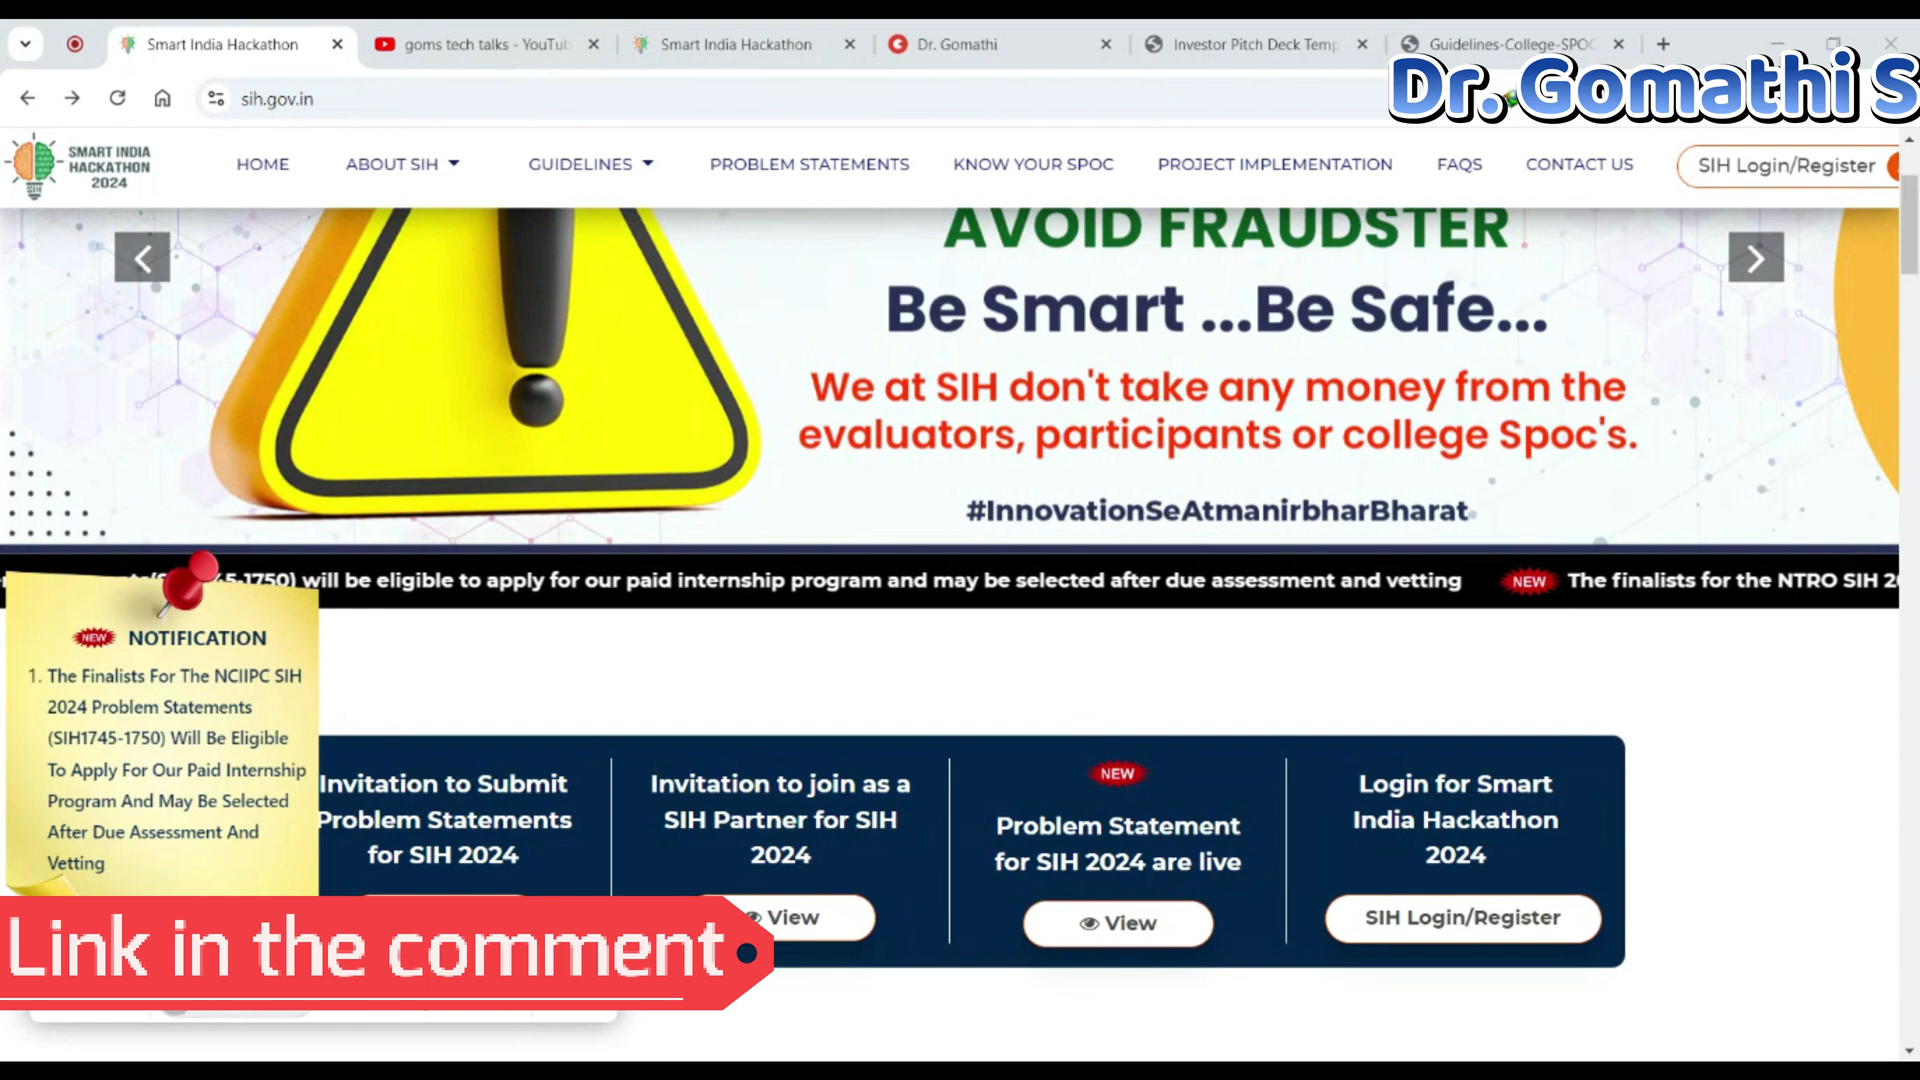 Smart India Hackathon
goms tech talks - YouTub
Smart India Hackathon
Dr. Gomathi
Investor Pitch Deck Temp
Guidelines-College-SPOC
Dr. Gomathi S
sih.gov.in
SMART INDIA
HACKATHON
2024
SIH
HOME
ABOUT SIH
GUIDELINES
PROBLEM STATEMENTS
KNOW YOUR SPOC
PROJECT IMPLEMENTATION
FAQS
CONTACT US
SIH Login/Register
AVOID FRAUDSTER
Be Smart ...Be Safe...
We at SIH don't take any money from the
evaluators, participants or college Spoc's.
#InnovationSeAtmanirbharBharat
45-1750) will be eligible to apply for our paid internship program and may be selected after due assessment and vetting
NEW The finalists for the NTRO SIH 20
NEW NOTIFICATION
1. The Finalists For The NCIIPC SIH
2024 Problem Statements
(SIH1745-1750) Will Be Eligible
To Apply For Our Paid Internship
Program And May Be Selected
After Due Assessment And
Vetting
Invitation to Submit
Problem Statements
for SIH 2024
Invitation to join as a
SIH Partner for SIH
2024
View
NEW
Problem Statement
for SIH 2024 are live
View
Login for Smart
India Hackathon
2024
SIH Login/Register
Link in the comment